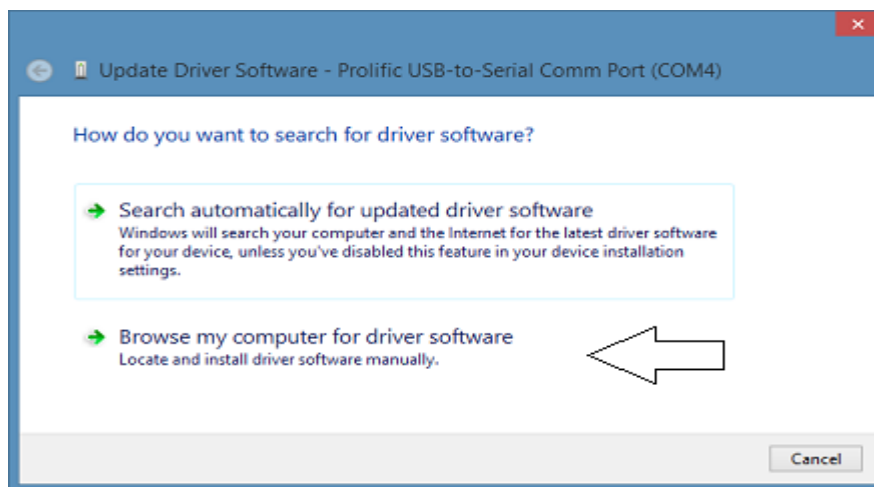 Update Driver Software - Prolific USB-to-Serial Comm Port (COM4)
How do you want to search for driver software?
Search automatically for updated driver software
Windows will search your computer and the Internet for the latest driver software
for your device, unless you've disabled this feature in your device installation
settings.
Browse my computer for driver software
Locate and install driver software manually.
Cancel